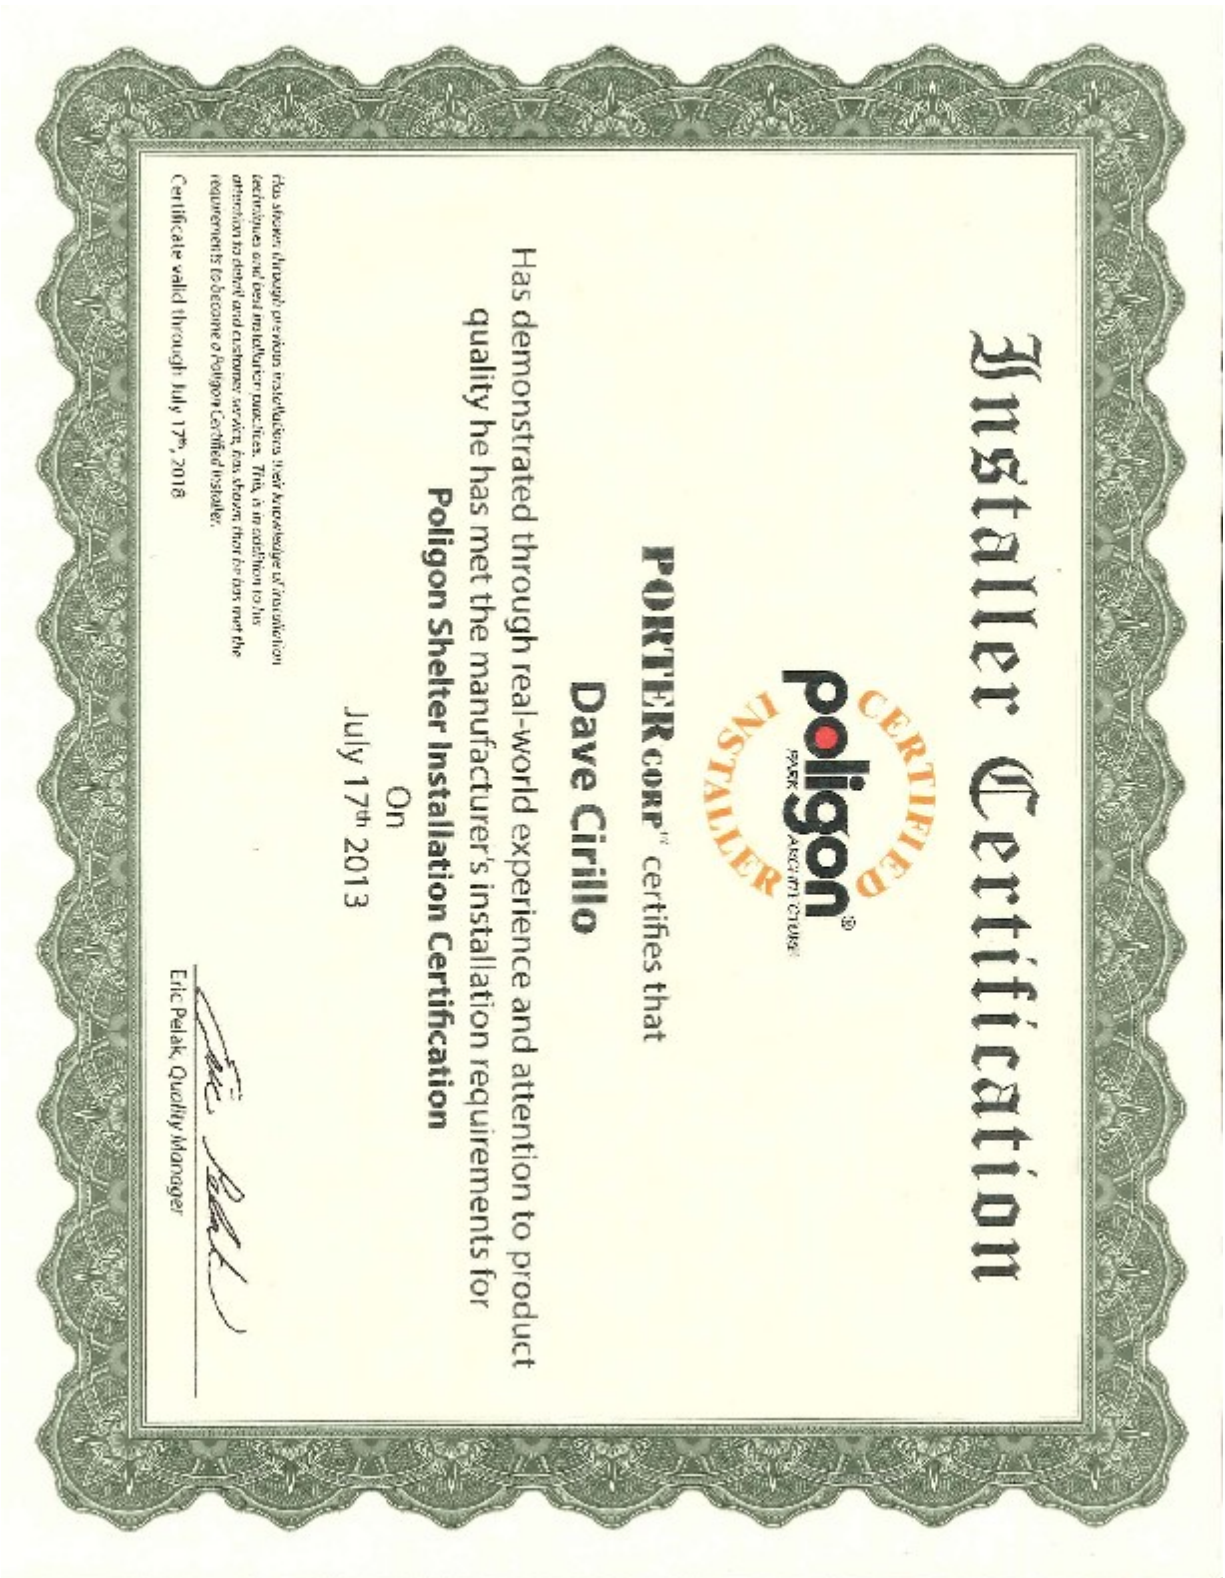 Installer Certification
CERTIFIED
poligon®
PARK ARCHITECTURE
INSTALLER
PORTERCORP™ certifies that
Dave Cirillo
Has demonstrated through real-world experience and attention to product
quality he has met the manufacturer's installation requirements for
Poligon Shelter Installation Certification
On
July 17th 2013
Has shown through previous installations their knowledge of installation
techniques and best installation practices. This, is in addition to his
attention to detail and customer service, has shown that he has met the
requirements to become a Poligon Certified Installer.
Certificate valid through July 17th, 2018
Eric Pelak
Eric Pelak, Quality Manager